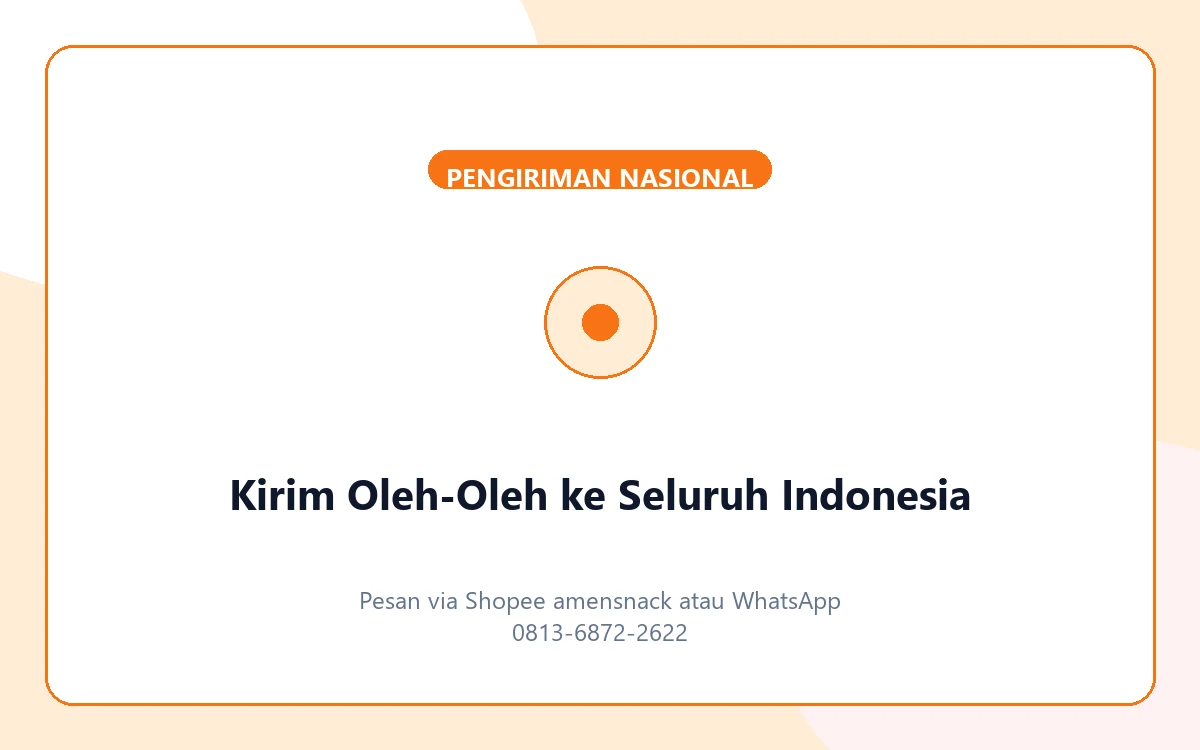 PENGIRIMAN NASIONAL
Kirim Oleh-Oleh ke Seluruh Indonesia
Pesan via Shopee amensnack atau WhatsApp
0813-6872-2622